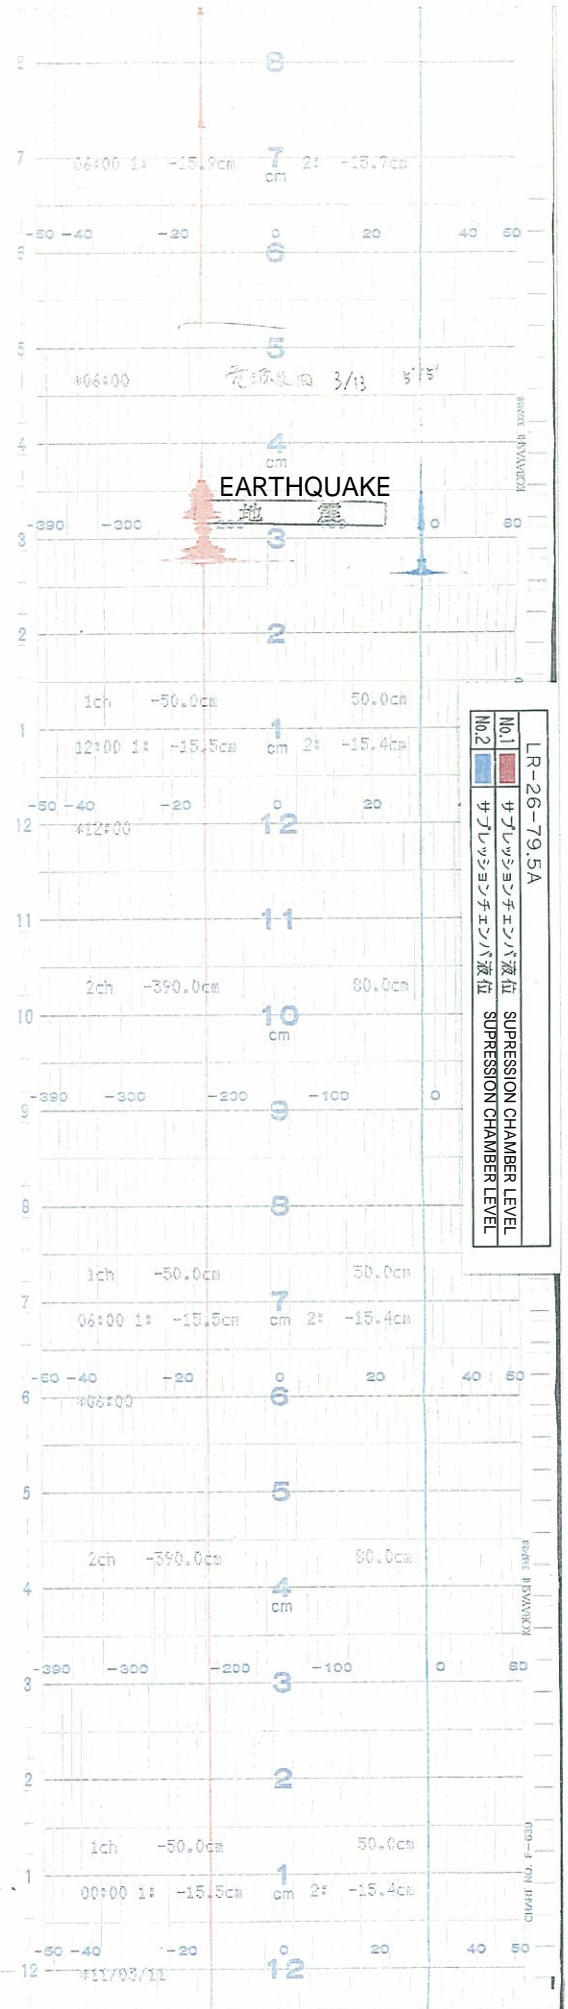 8
06:00 1: -15.9cm 7 2: -15.7cm
7
cm
-50 -40 -20 0 20 40 50
6 6
5 5
*06:00 電源復旧 3/13
4 4
cm
KOBAYASHI
EARTHQUAKE
地 震
-390 -300 -200 0 80
3 3
2 2
1ch -50.0cm 50.0cm
1 1
12:00 1: -15.5cm cm 2: -15.4cm
-50 -40 -20 0 20
12 12
*12:00
11 11
2ch -390.0cm 80.0cm
10 10
cm
-390 -300 -200 -100 0
9 9
8 8
1ch -50.0cm 50.0cm
7 7
06:00 1: -15.5cm cm 2: -15.4cm
-50 -40 -20 0 20 40 50
6 6
*06:00
5 5
2ch -390.0cm 80.0cm
4 4
cm
KOBAYASHI
-390 -300 -200 -100 0 80
3 3
2 2
1ch -50.0cm 50.0cm
1 1
00:00 1: -15.5cm cm 2: -15.4cm
CHART NO.
-50 -40 -20 0 20 40 50
12 12
*11/03/11
LR-26-79.5A
No.1 サプレッションチェンバ液位 SUPRESSION CHAMBER LEVEL
No.2 サプレッションチェンバ液位 SUPRESSION CHAMBER LEVEL